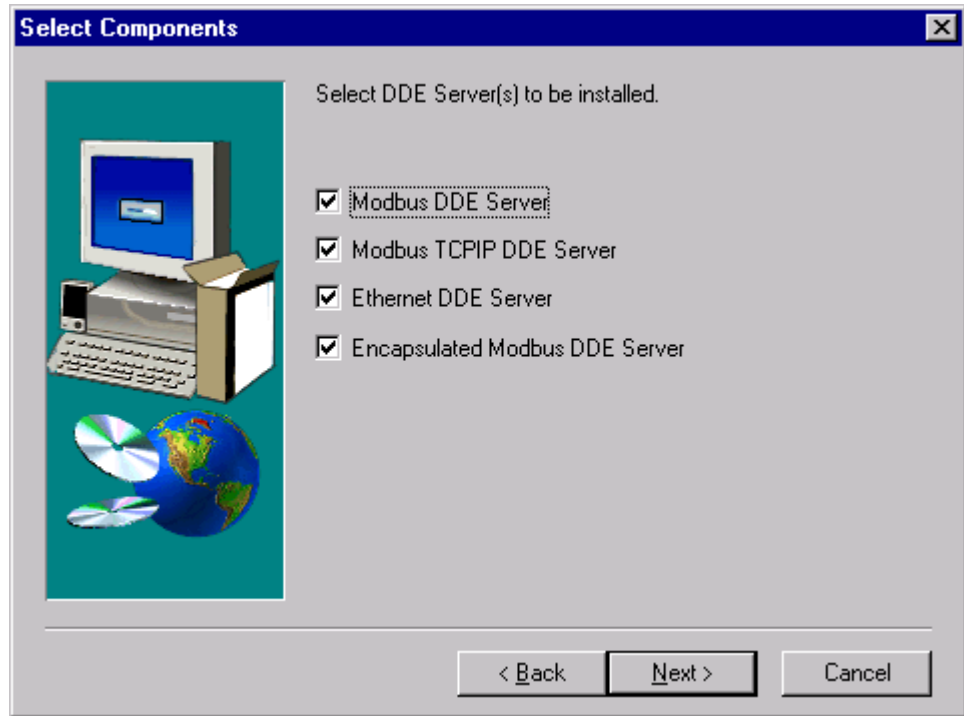 Select Components
Select DDE Server(s) to be installed.
Modbus DDE Server
Modbus TCPIP DDE Server
Ethernet DDE Server
Encapsulated Modbus DDE Server
< Back Next > Cancel